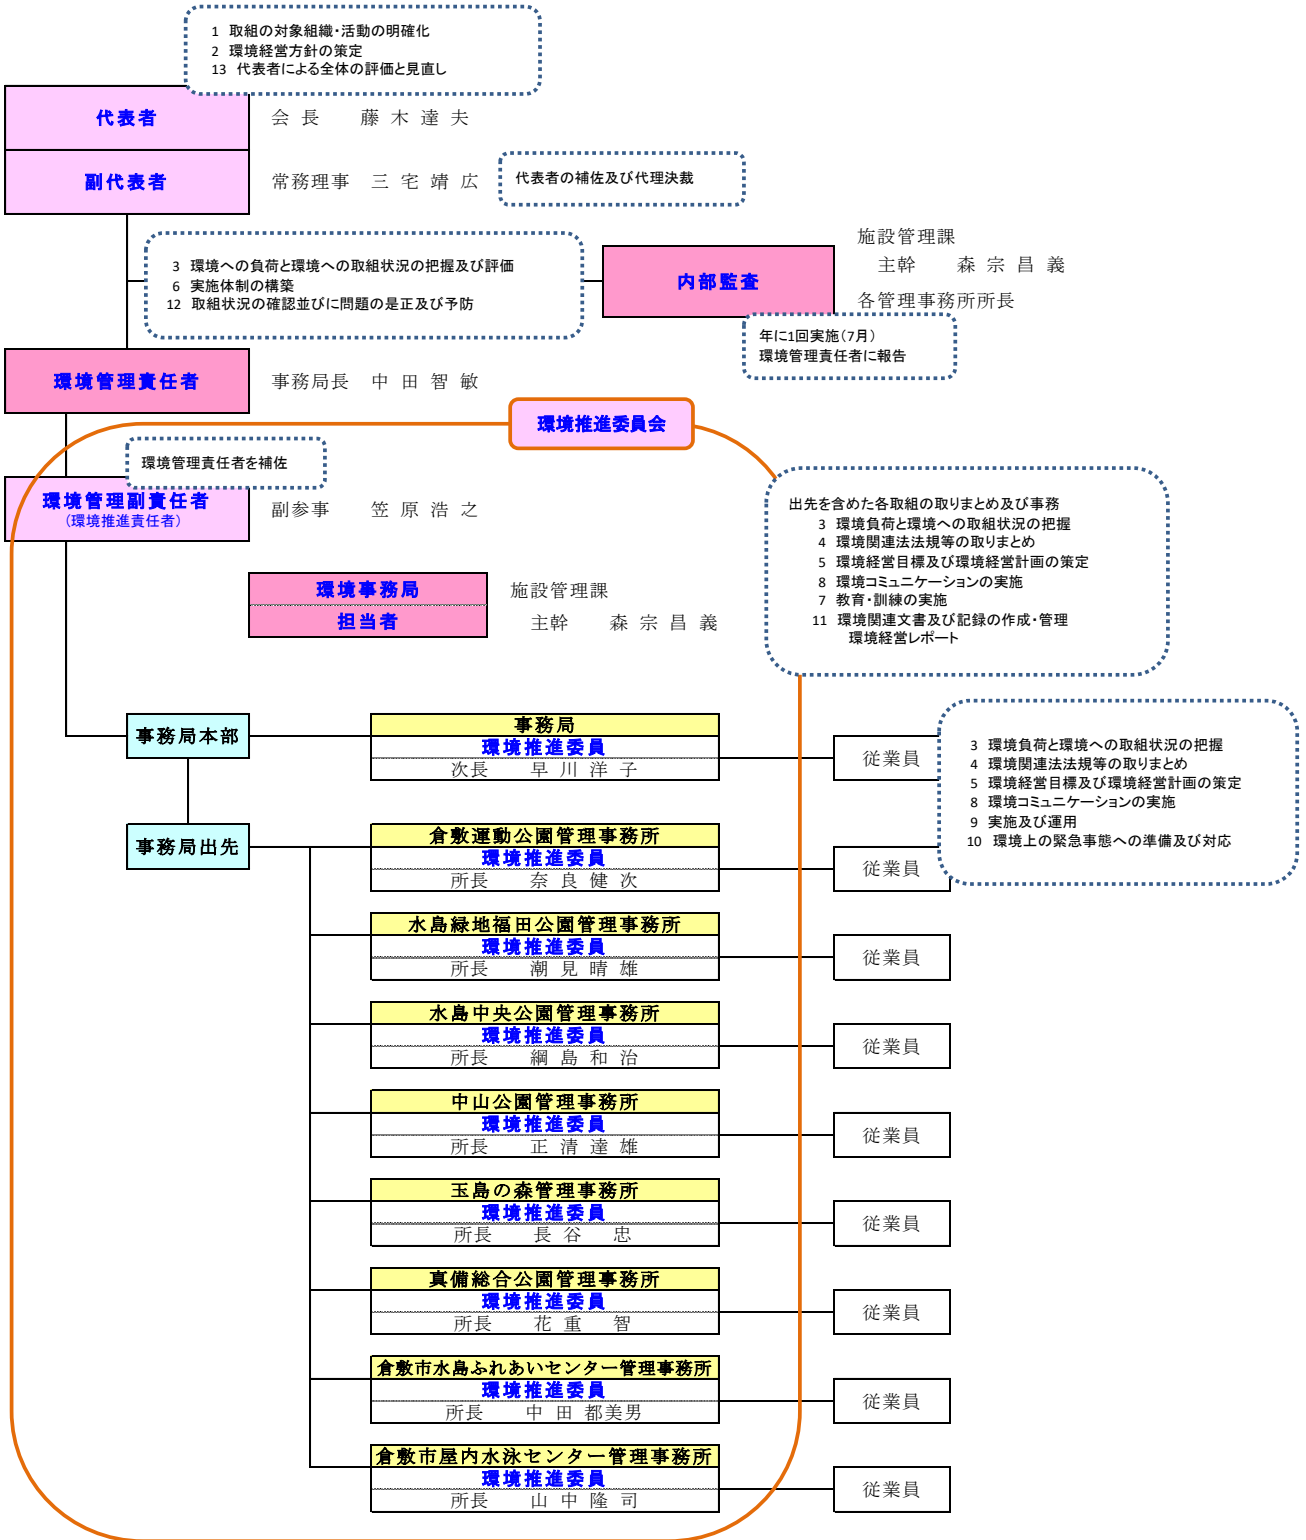 1 取組の対象組織・活動の明確化
2 環境経営方針の策定
13 代表者による全体の評価と見直し
代表者
会 長 藤 木 達 夫
副代表者
常務理事 三 宅 靖 広
代表者の補佐及び代理決裁
3 環境への負荷と環境への取組状況の把握及び評価
6 実施体制の構築
12 取組状況の確認並びに問題の是正及び予防
内部監査
施設管理課
主幹 森 宗 昌 義
各管理事務所所長
年に1回実施(7月)
環境管理責任者に報告
環境管理責任者
事務局長 中 田 智 敏
環境推進委員会
環境管理責任者を補佐
環境管理副責任者
(環境推進責任者)
副参事 笠 原 浩 之
出先を含めた各取組の取りまとめ及び事務
3 環境負荷と環境への取組状況の把握
4 環境関連法法規等の取りまとめ
5 環境経営目標及び環境経営計画の策定
8 環境コミュニケーションの実施
7 教育・訓練の実施
11 環境関連文書及び記録の作成・管理
環境経営レポート
環境事務局
担当者
施設管理課
主幹 森 宗 昌 義
事務局本部
事務局
環境推進委員
次長 早 川 洋 子
従業員
3 環境負荷と環境への取組状況の把握
4 環境関連法法規等の取りまとめ
5 環境経営目標及び環境経営計画の策定
8 環境コミュニケーションの実施
9 実施及び運用
10 環境上の緊急事態への準備及び対応
事務局出先
倉敷運動公園管理事務所
環境推進委員
所長 奈 良 健 次
従業員
水島緑地福田公園管理事務所
環境推進委員
所長 潮 見 晴 雄
従業員
水島中央公園管理事務所
環境推進委員
所長 綱 島 和 治
従業員
中山公園管理事務所
環境推進委員
所長 正 清 達 雄
従業員
玉島の森管理事務所
環境推進委員
所長 長 谷 忠
従業員
真備総合公園管理事務所
環境推進委員
所長 花 重 智
従業員
倉敷市水島ふれあいセンター管理事務所
環境推進委員
所長 中 田 都美男
従業員
倉敷市屋内水泳センター管理事務所
環境推進委員
所長 山 中 隆 司
従業員